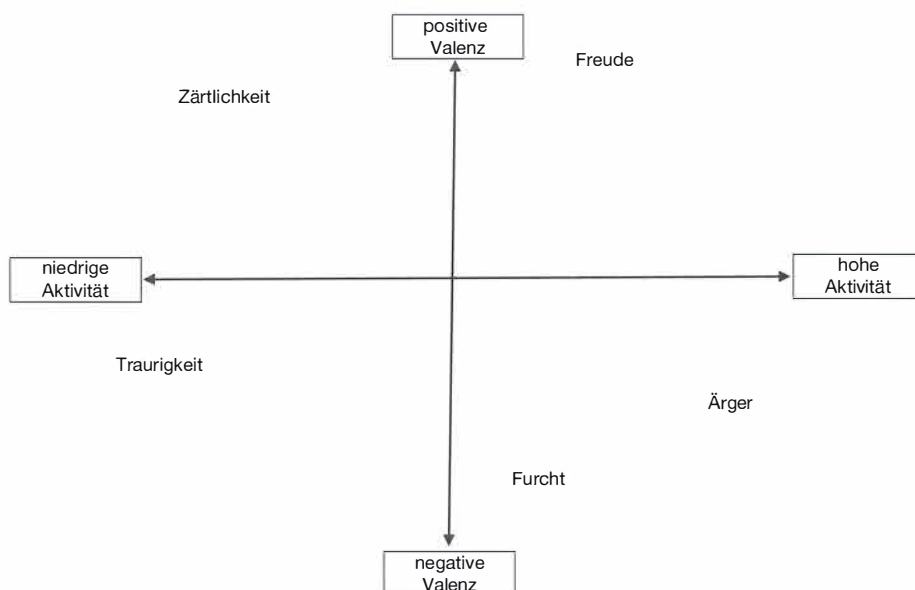 positive
Valenz
Freude
Zärtlichkeit
niedrige
Aktivität
hohe
Aktivität
Traurigkeit
Ärger
Furcht
negative
Valenz